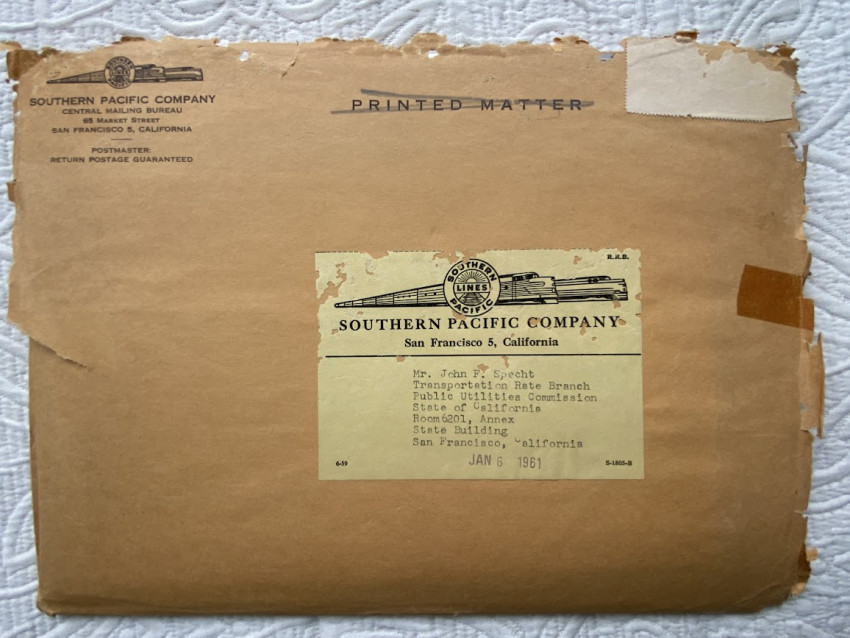 SOUTHERN PACIFIC COMPANY
CENTRAL MAILING BUREAU
65 MARKET STREET
SAN FRANCISCO 5, CALIFORNIA
POSTMASTER:
RETURN POSTAGE GUARANTEED
PRINTED MATTER
R.R.B.
SOUTHERN
LINES
PACIFIC
SOUTHERN PACIFIC COMPANY
San Francisco 5, California
Mr. John F. Specht
Transportation Rate Branch
Public Utilities Commission
State of California
Room 6201, Annex
State Building
San Francisco, California
JAN 6 1961
6-59
S-1805-B